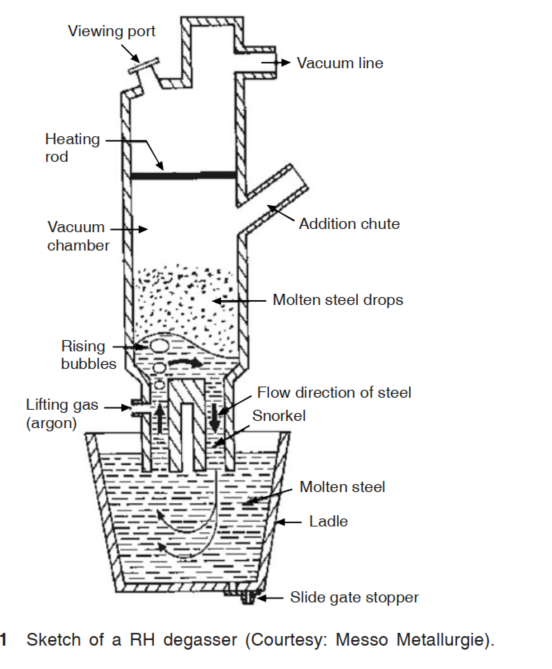 Viewing port
Vacuum line
Heating
rod
Addition chute
Vacuum
chamber
Molten steel drops
Rising
bubbles
Flow direction of steel
Lifting gas
(argon)
Snorkel
Molten steel
Ladle
Slide gate stopper
1 Sketch of a RH degasser (Courtesy: Messo Metallurgie).